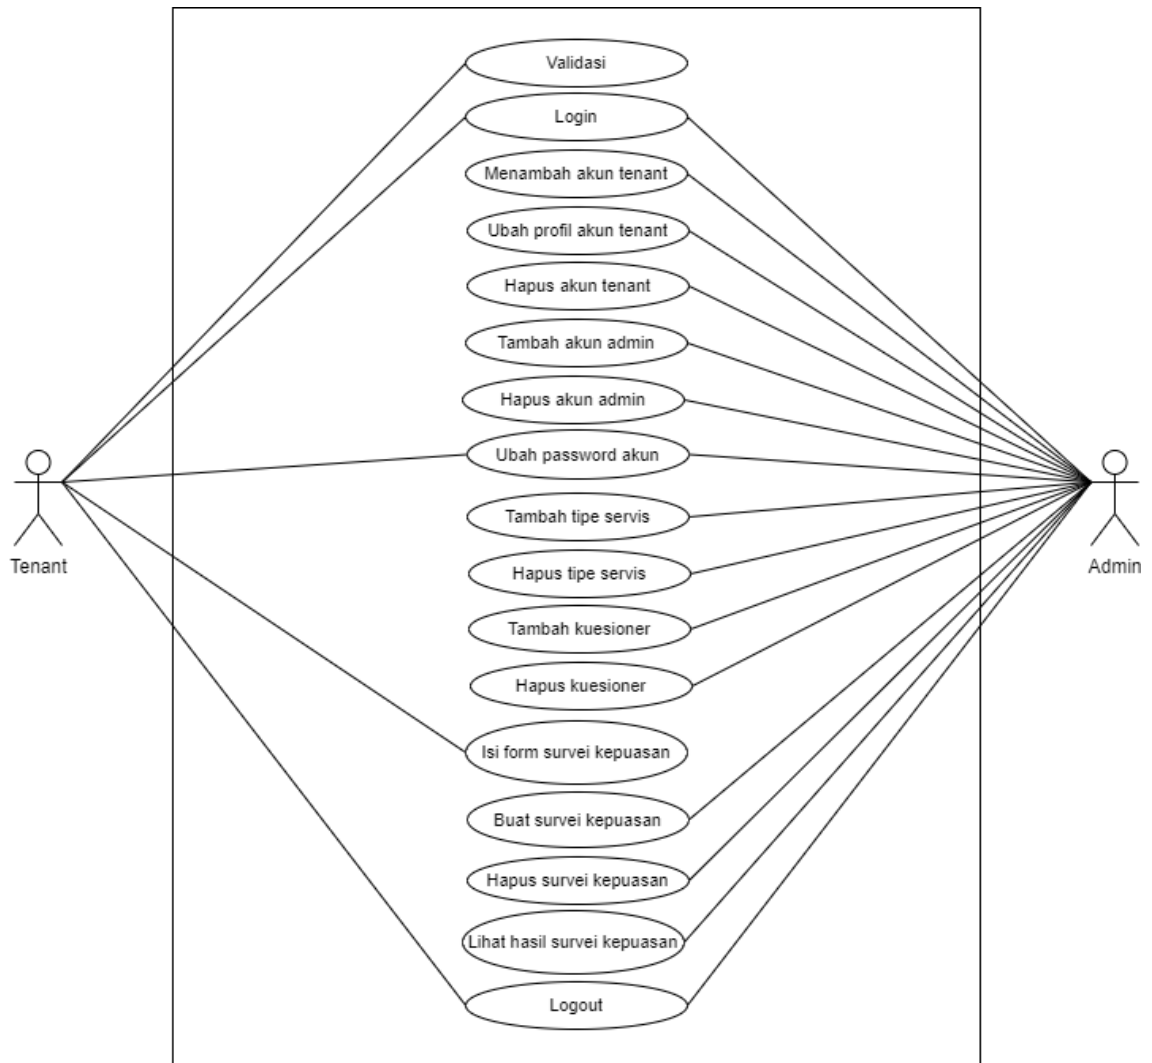 Validasi
Login
Menambah akun tenant
Ubah profil akun tenant
Hapus akun tenant
Tambah akun admin
Hapus akun admin
Ubah password akun
Tambah tipe servis
Tenant
Admin
Hapus tipe servis
Tambah kuesioner
Hapus kuesioner
Isi form survei kepuasan
Buat survei kepuasan
Hapus survei kepuasan
Lihat hasil survei kepuasan
Logout